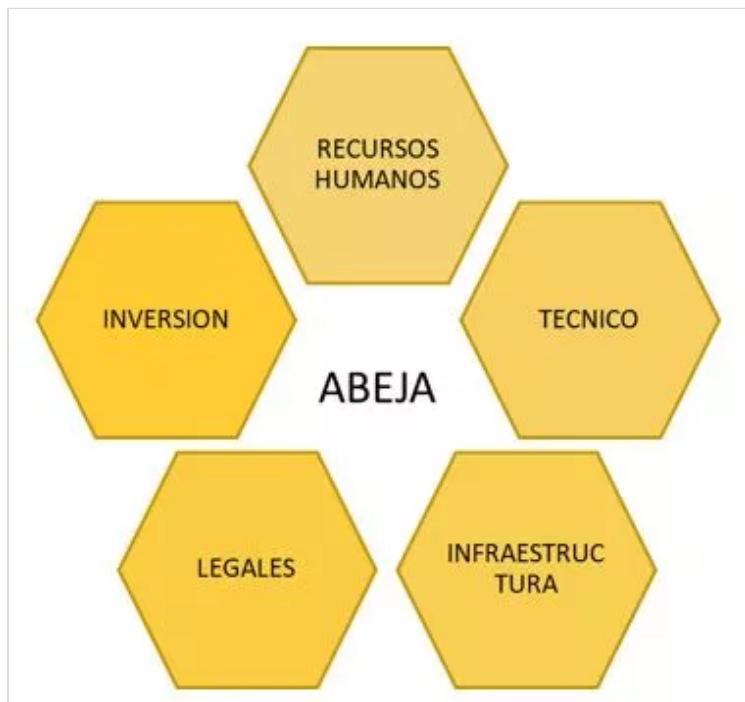 RECURSOS
HUMANOS
INVERSION
TECNICO
ABEJA
LEGALES
INFRAESTRUC
TURA